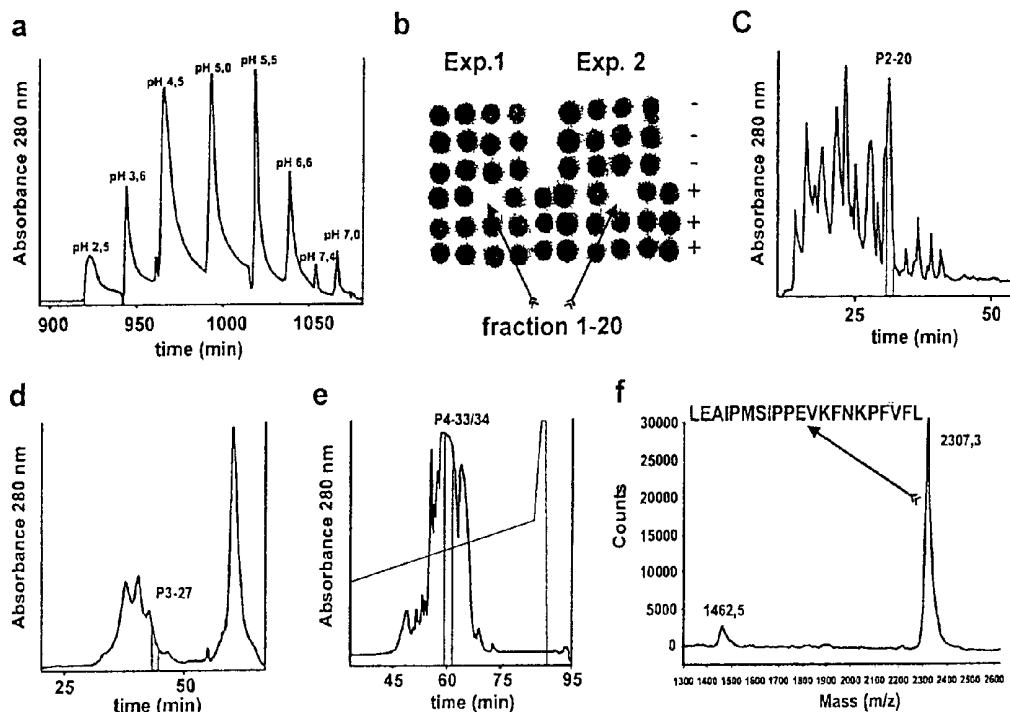 a
Absorbance 280 nm
pH 2,5
pH 3,6
pH 4,5
pH 5,0
pH 5,5
pH 6,6
pH 7,4
pH 7,0
900 950 1000 1050
time (min)
b
Exp.1 Exp. 2
-
-
-
+
+
+
fraction 1-20
C
Absorbance 280 nm
P2-20
25 50
time (min)
d
Absorbance 280 nm
P3-27
25 50
time (min)
e
Absorbance 280 nm
P4-33/34
45 60 75 95
time (min)
f
LEAIPMSIPPEVKFNKPFVFL
Counts
30000
25000
20000
15000
10000
5000
0
2307,3
1462,5
1300 1400 1500 1600 1700 1800 1900 2000 2100 2200 2300 2400 2500 2600
Mass (m/z)